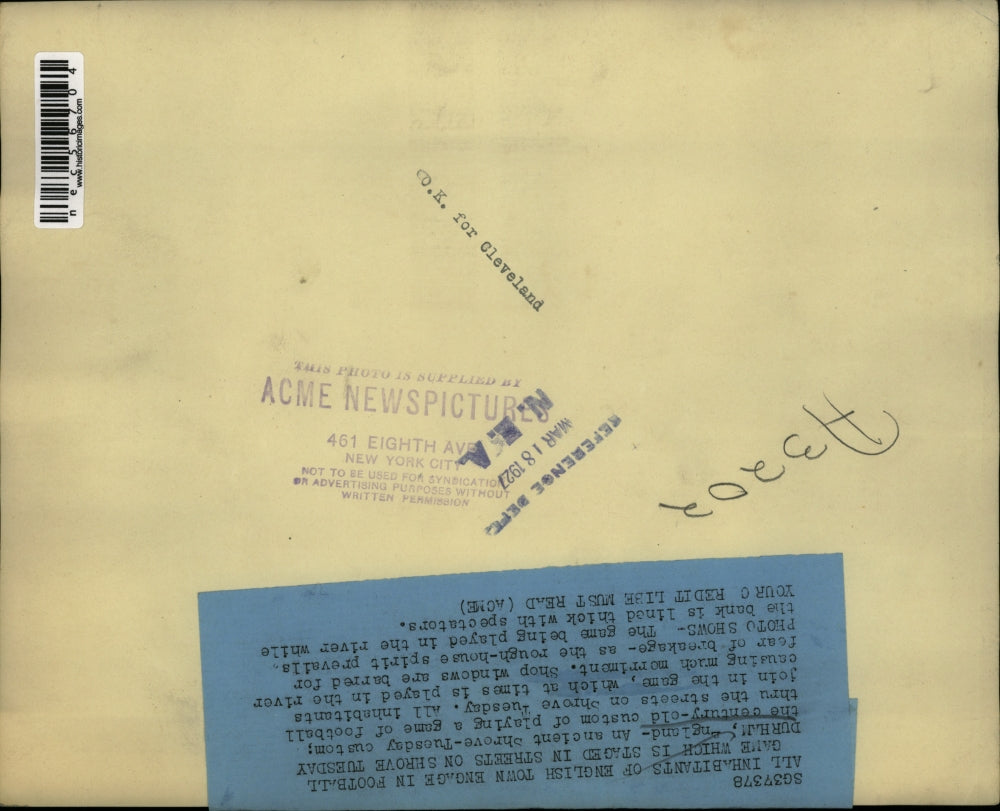 nec56704
www.historicimages.com
O.K. for Cleveland
THIS PHOTO IS SUPPLIED BY
ACME NEWSPICTURES
461 EIGHTH AVE
NEW YORK CITY
NOT TO BE USED FOR SYNDICATION
OR ADVERTISING PURPOSES WITHOUT
WRITTEN PERMISSION
N.E.A
MAR 18 1927
REFERENCE DEPT.
SG37378
ALL INHABITANTS OF ENGLISH TOWN ENGAGE IN FOOTBALL
GAME WHICH IS STAGED IN STREETS ON SHROVE TUESDAY
DURHAM, England- An ancient Shrove-Tuesday custom;
the century-old custom of playing a game of football
thru the streets on Shrove Tuesday. All inhabitants
join in the game, which at times is played in the river
causing much morriment. Shop windows are barred for
fear of breakage- as the rough-house spirit prevails.
PHOTO SHOWS- The game being played in the river while
the bank is lined thick with spectators.
YOUR C REDIT LIBE MUST READ (ACME)